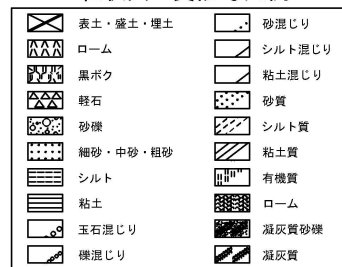 表土・盛土・埋土
ローム
黒ボク
軽石
砂礫
細砂・中砂・粗砂
シルト
粘土
玉石混じり
礫混じり
砂混じり
シルト混じり
粘土混じり
砂質
シルト質
粘土質
有機質
ローム
凝灰質砂礫
凝灰質